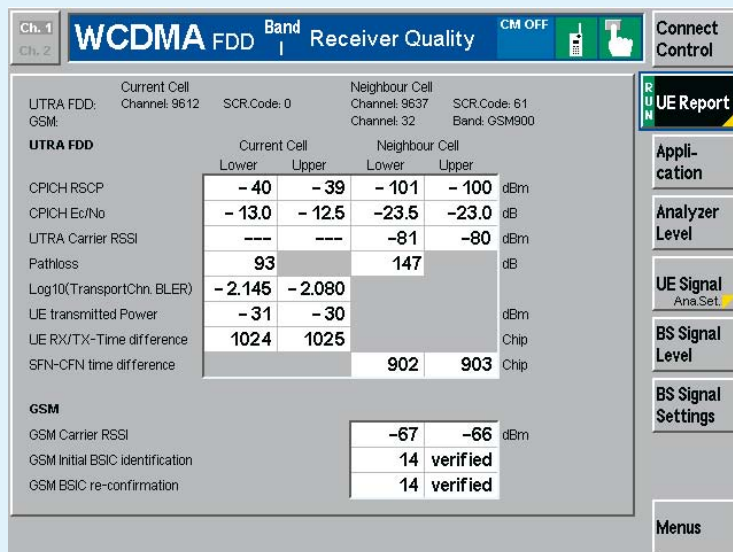 Ch. 1
Ch. 2
WCDMA FDD Band I Receiver Quality CM OFF
Connect Control
Current Cell Neighbour Cell
UTRA FDD: Channel: 9612 SCR.Code: 0 Channel: 9637 SCR.Code: 61
GSM: Channel: 32 Band: GSM900
UTRA FDD Current Cell Neighbour Cell
Lower Upper Lower Upper
CPICH RSCP - 40 - 39 - 101 - 100 dBm
CPICH Ec/No - 13.0 - 12.5 -23.5 -23.0 dB
UTRA Carrier RSSI --- --- -81 -80 dBm
Pathloss 93 147 dB
Log10(TransportChn. BLER) - 2.145 - 2.080
UE transmitted Power - 31 - 30 dBm
UE RX/TX-Time difference 1024 1025 Chip
SFN-CFN time difference 902 903 Chip
GSM
GSM Carrier RSSI -67 -66 dBm
GSM Initial BSIC identification 14 verified
GSM BSIC re-confirmation 14 verified
RUN
UE Report
Appli-
cation
Analyzer
Level
UE Signal
Ana.Set.
BS Signal
Level
BS Signal
Settings
Menus